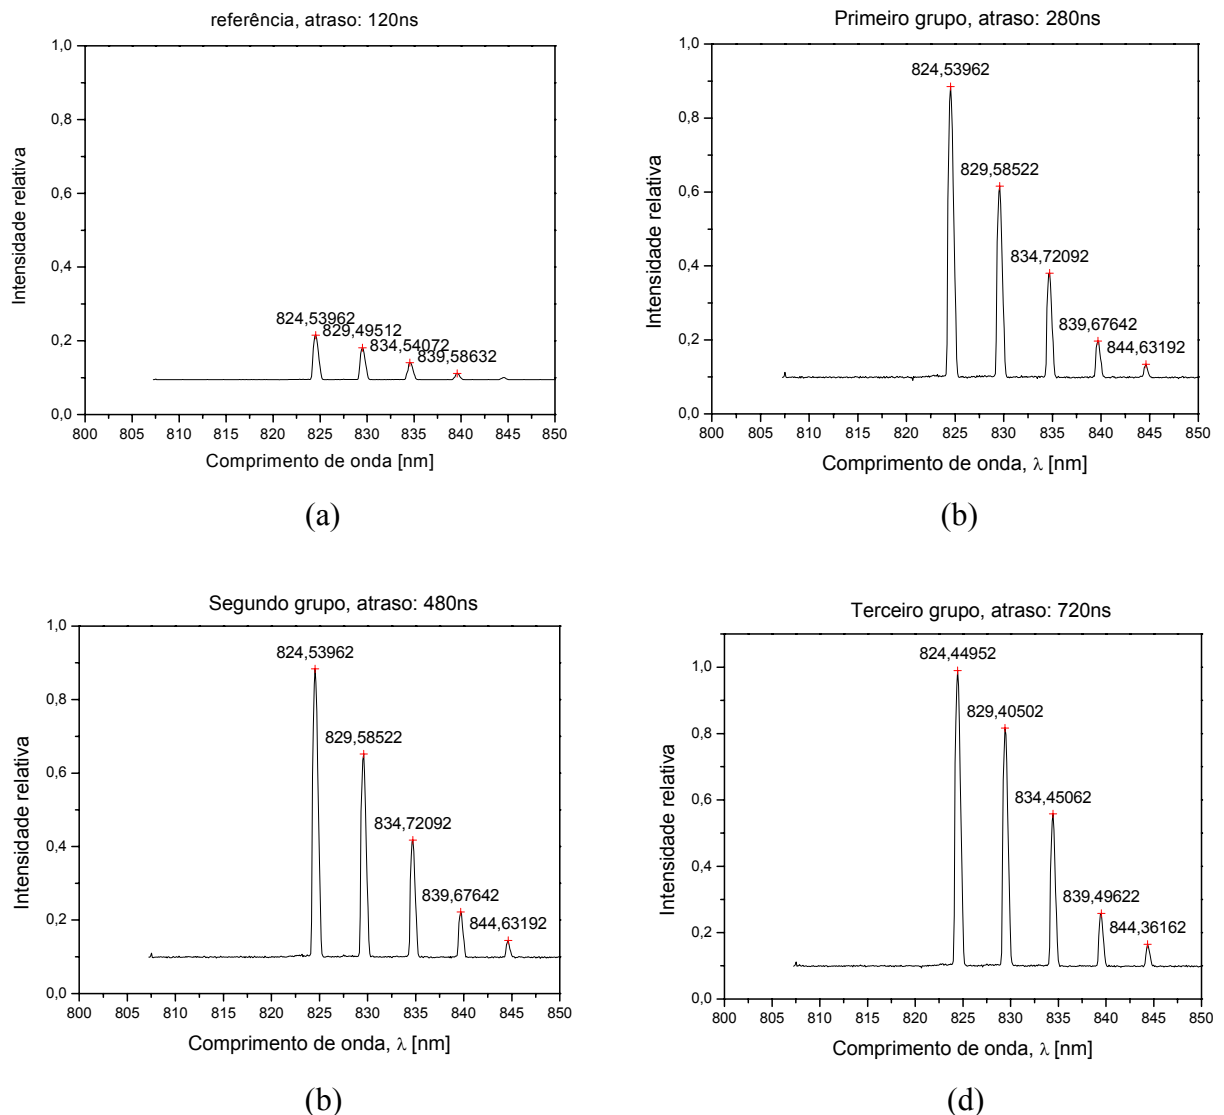 referência, atraso: 120ns
1,0
0,8
0,6
0,4
0,2
0,0
Intensidade relativa
824,53962
829,49512
834,54072
839,58632
800 805 810 815 820 825 830 835 840 845 850
Comprimento de onda [nm]
(a)
Primeiro grupo, atraso: 280ns
1,0
0,8
0,6
0,4
0,2
0,0
Intensidade relativa
824,53962
829,58522
834,72092
839,67642
844,63192
800 805 810 815 820 825 830 835 840 845 850
Comprimento de onda, λ [nm]
(b)
Segundo grupo, atraso: 480ns
1,0
0,8
0,6
0,4
0,2
0,0
Intensidade relativa
824,53962
829,58522
834,72092
839,67642
844,63192
800 805 810 815 820 825 830 835 840 845 850
Comprimento de onda, λ [nm]
(b)
Terceiro grupo, atraso: 720ns
1,0
0,8
0,6
0,4
0,2
0,0
Intensidade relativa
824,44952
829,40502
834,45062
839,49622
844,36162
800 805 810 815 820 825 830 835 840 845 850
Comprimento de onda, λ [nm]
(d)